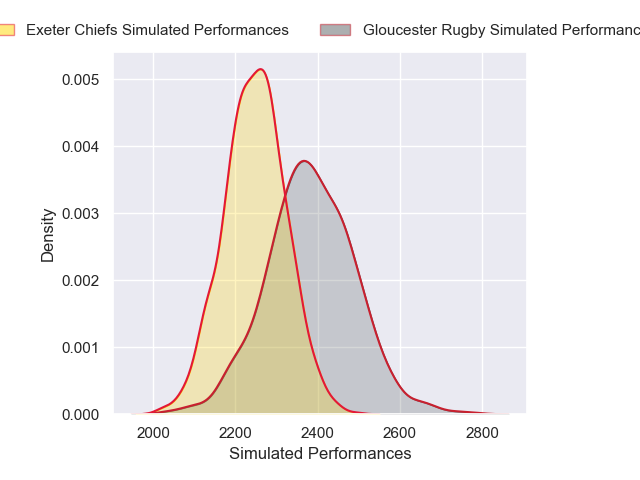 Exeter Chiefs Simulated Performances
Gloucester Rugby Simulated
0.005
0.004
0.003
0.002
0.001
0.000
Density
2000 2200 2400 2600 2800
Simulated Performances